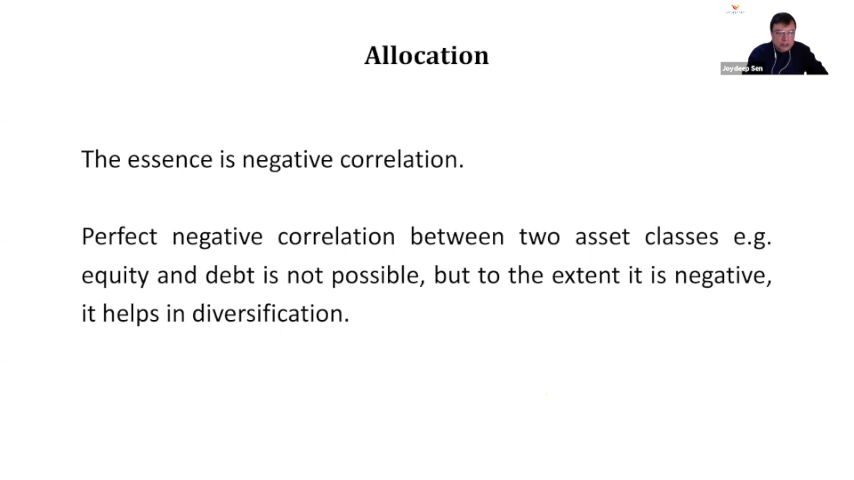 Allocation
Joydeep Sen
The essence is negative correlation.
Perfect negative correlation between two asset classes e.g.
equity and debt is not possible, but to the extent it is negative,
it helps in diversification.